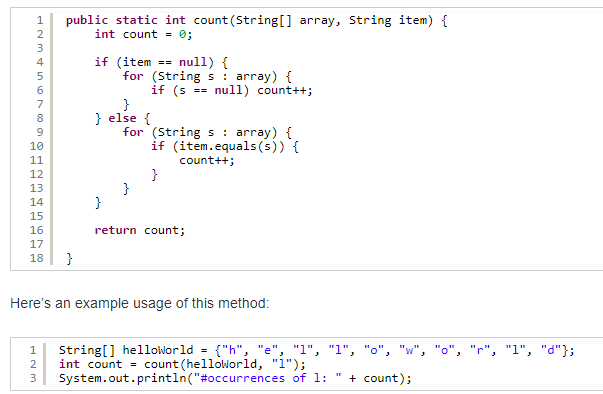 1 public static int count(String[] array, String item) {
2 int count = 0;
3
4 if (item == null) {
5 for (String s : array) {
6 if (s == null) count++;
7 }
8 } else {
9 for (String s : array) {
10 if (item.equals(s)) {
11 count++;
12 }
13 }
14 }
15
16 return count;
17
18 }
Here's an example usage of this method:
1 String[] helloWorld = {"h", "e", "l", "l", "o", "w", "o", "r", "l", "d"};
2 int count = count(helloWorld, "l");
3 System.out.println("#occurrences of l: " + count);